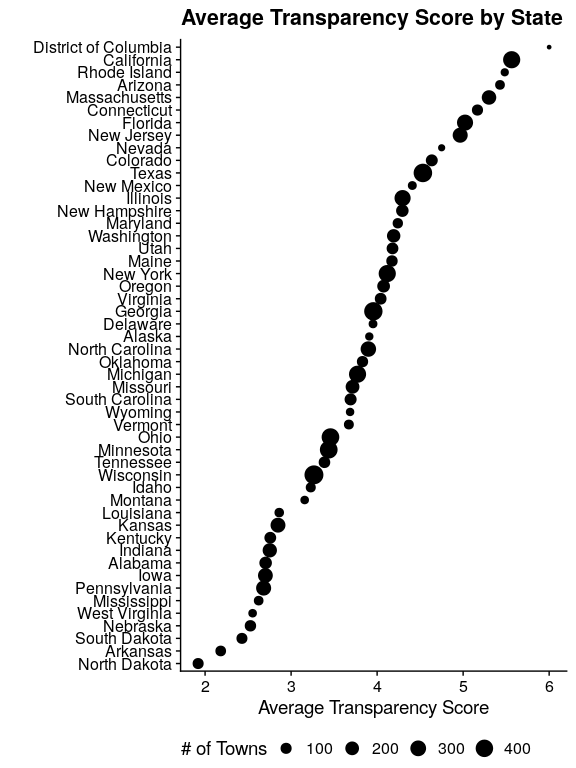 Average Transparency Score by State
District of Columbia
California
Rhode Island
Arizona
Massachusetts
Connecticut
Florida
New Jersey
Nevada
Colorado
Texas
New Mexico
Illinois
New Hampshire
Maryland
Washington
Utah
Maine
New York
Oregon
Virginia
Georgia
Delaware
Alaska
North Carolina
Oklahoma
Michigan
Missouri
South Carolina
Wyoming
Vermont
Ohio
Minnesota
Tennessee
Wisconsin
Idaho
Montana
Louisiana
Kansas
Kentucky
Indiana
Alabama
Iowa
Pennsylvania
Mississippi
West Virginia
Nebraska
South Dakota
Arkansas
North Dakota
2 3 4 5 6
Average Transparency Score
# of Towns 100 200 300 400